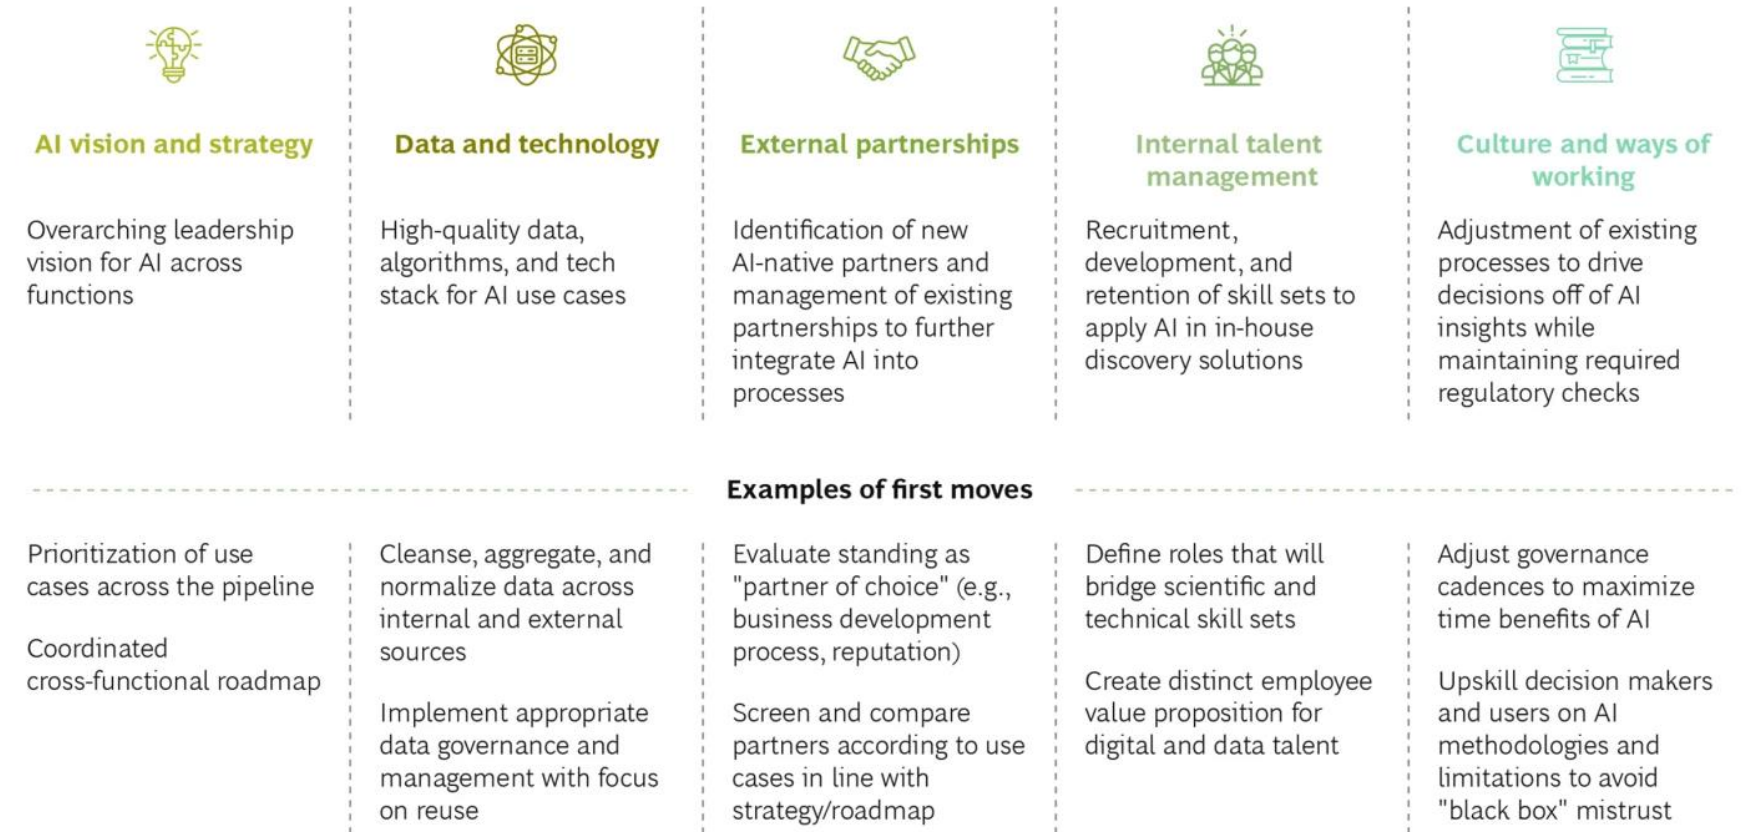 AI vision and strategy
Overarching leadership
vision for AI across
functions
Data and technology
High-quality data,
algorithms, and tech
stack for AI use cases
External partnerships
Identification of new
AI-native partners and
management of existing
partnerships to further
integrate AI into
processes
Internal talent
management
Recruitment,
development, and
retention of skill sets to
apply AI in in-house
discovery solutions
Culture and ways of
working
Adjustment of existing
processes to drive
decisions off of AI
insights while
maintaining required
regulatory checks
Examples of first moves
Prioritization of use
cases across the pipeline
Coordinated
cross-functional roadmap
Cleanse, aggregate, and
normalize data across
internal and external
sources
Implement appropriate
data governance and
management with focus
on reuse
Evaluate standing as
"partner of choice" (e.g.,
business development
process, reputation)
Screen and compare
partners according to use
cases in line with
strategy/roadmap
Define roles that will
bridge scientific and
technical skill sets
Create distinct employee
value proposition for
digital and data talent
Adjust governance
cadences to maximize
time benefits of AI
Upskill decision makers
and users on AI
methodologies and
limitations to avoid
"black box" mistrust